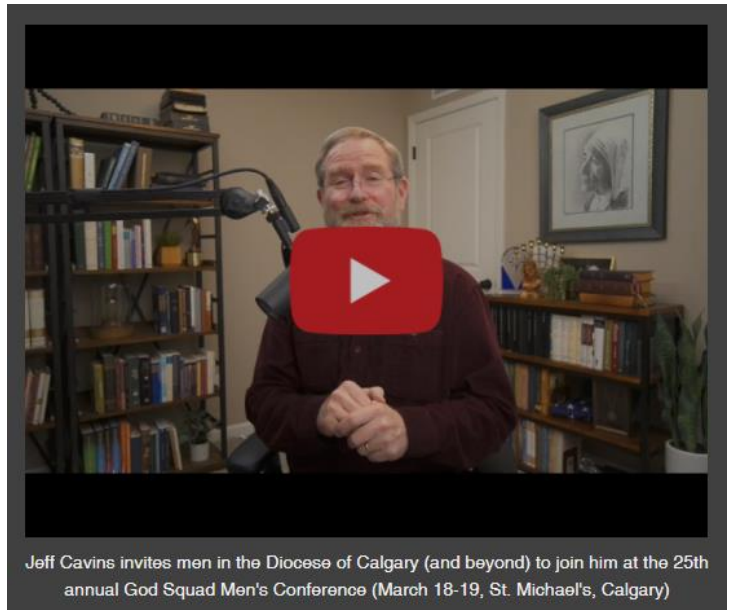 Jeff Cavins invites men in the Diocese of Calgary (and beyond) to join him at the 25th
annual God Squad Men's Conference (March 18-19, St. Michael's, Calgary)